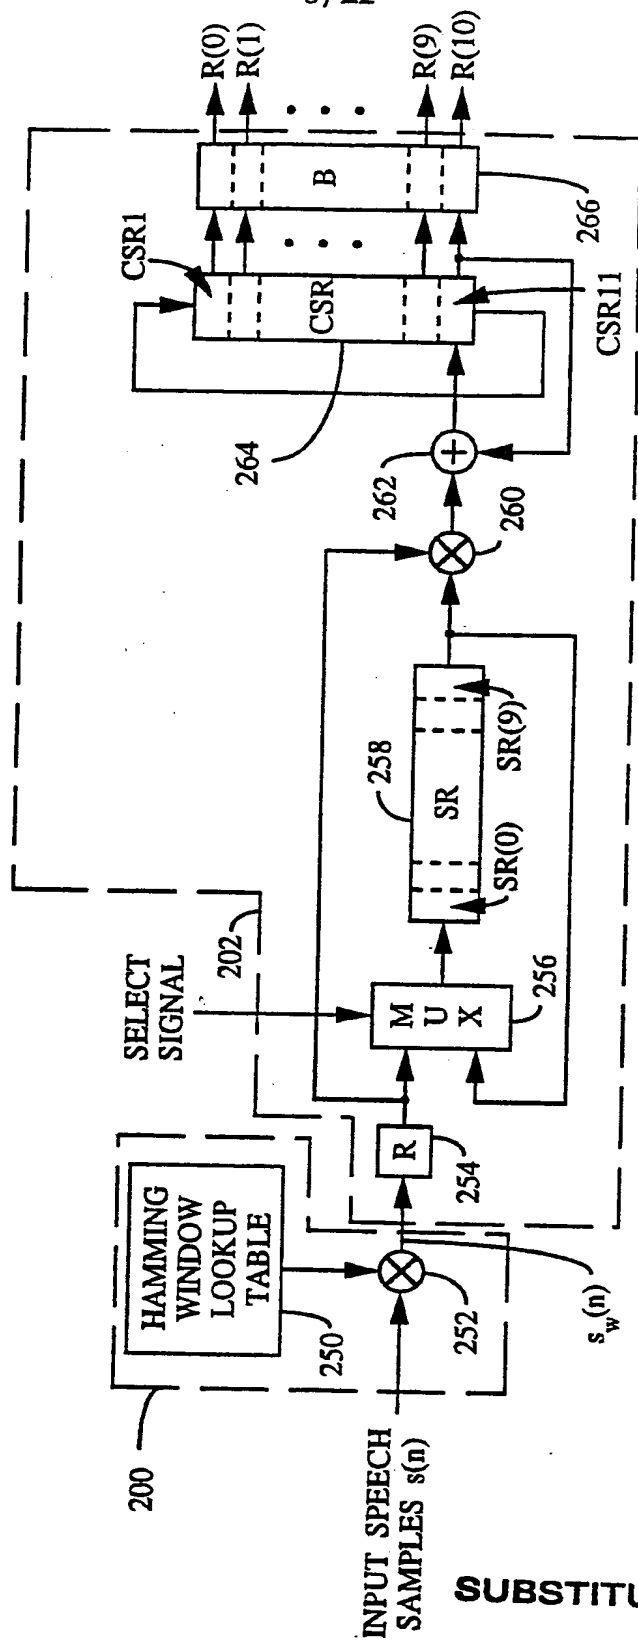 HAMMING
WINDOW
LOOKUP
TABLE
250
200
INPUT SPEECH
SAMPLES s(n)
252
s_w(n)
R
254
SELECT
SIGNAL
202
M
U
X
256
258
SR
SR(0)
SR(9)
260
262
264
CSR1
CSR
CSR11
B
266
R(0)
R(1)
R(9)
R(10)
SUBSTITU